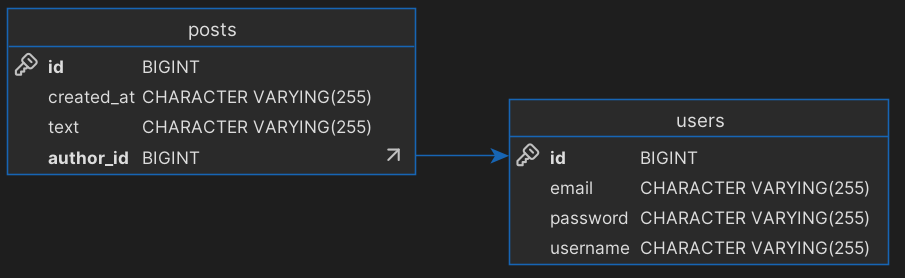 posts
id BIGINT
created_at CHARACTER VARYING(255)
text CHARACTER VARYING(255)
author_id BIGINT
users
id BIGINT
email CHARACTER VARYING(255)
password CHARACTER VARYING(255)
username CHARACTER VARYING(255)